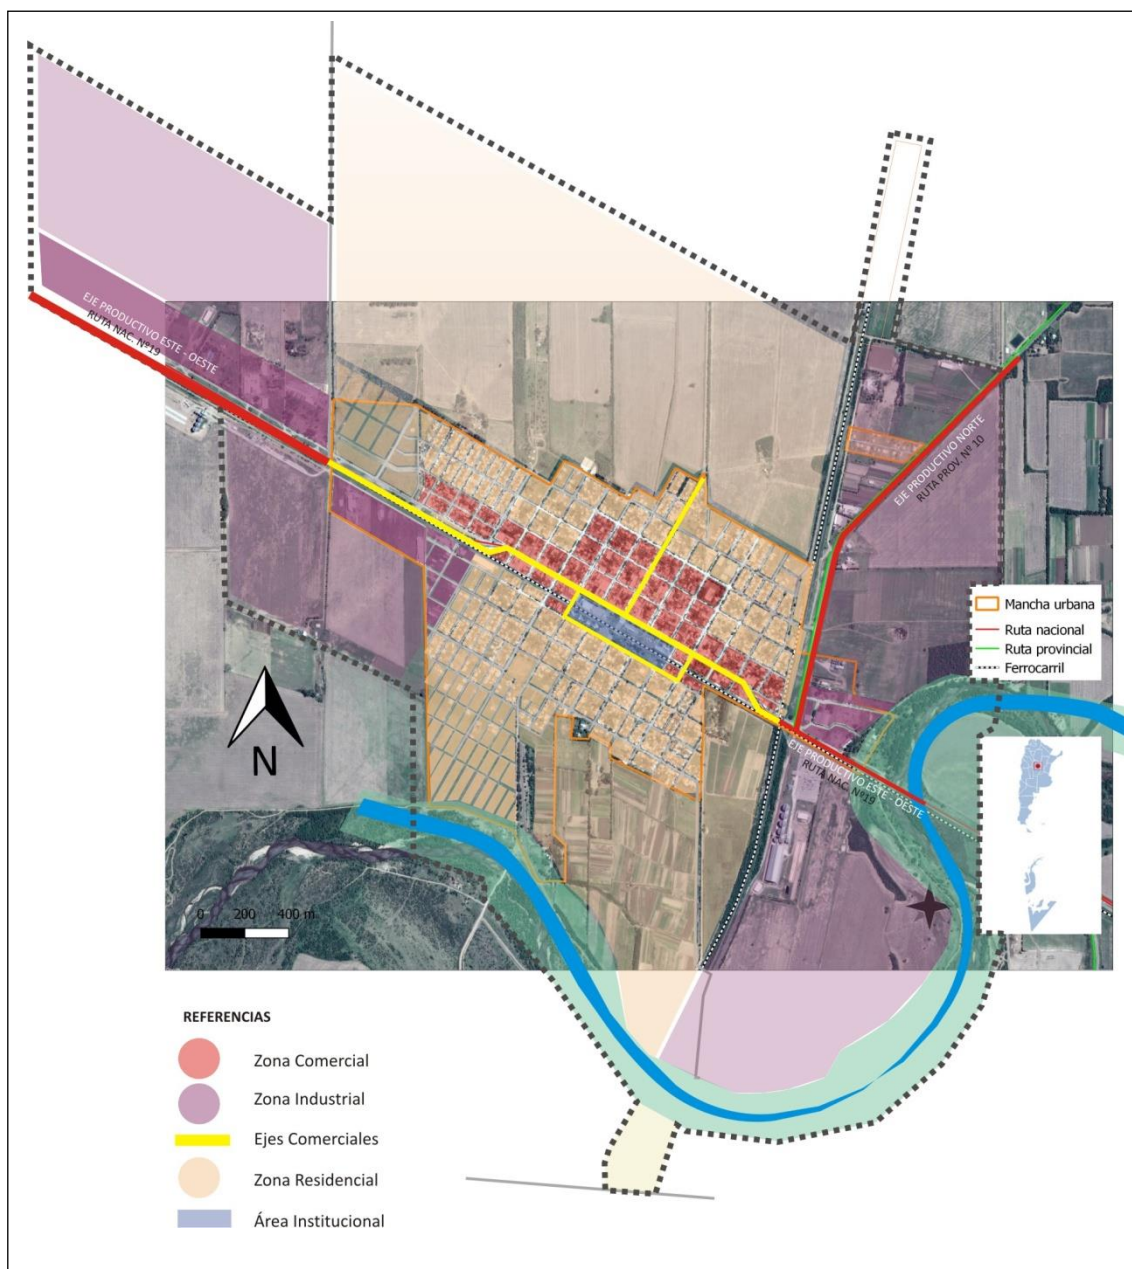 EJE PRODUCTIVO ESTE - OESTE
RUTA NAC. Nº19
EJE PRODUCTIVO NORTE
RUTA PROV. Nº 10
Mancha urbana
Ruta nacional
Ruta provincial
Ferrocarril
N
EJE PRODUCTIVO ESTE - OESTE
RUTA NAC. Nº19
0 200 400 m
REFERENCIAS
Zona Comercial
Zona Industrial
Ejes Comerciales
Zona Residencial
Área Institucional